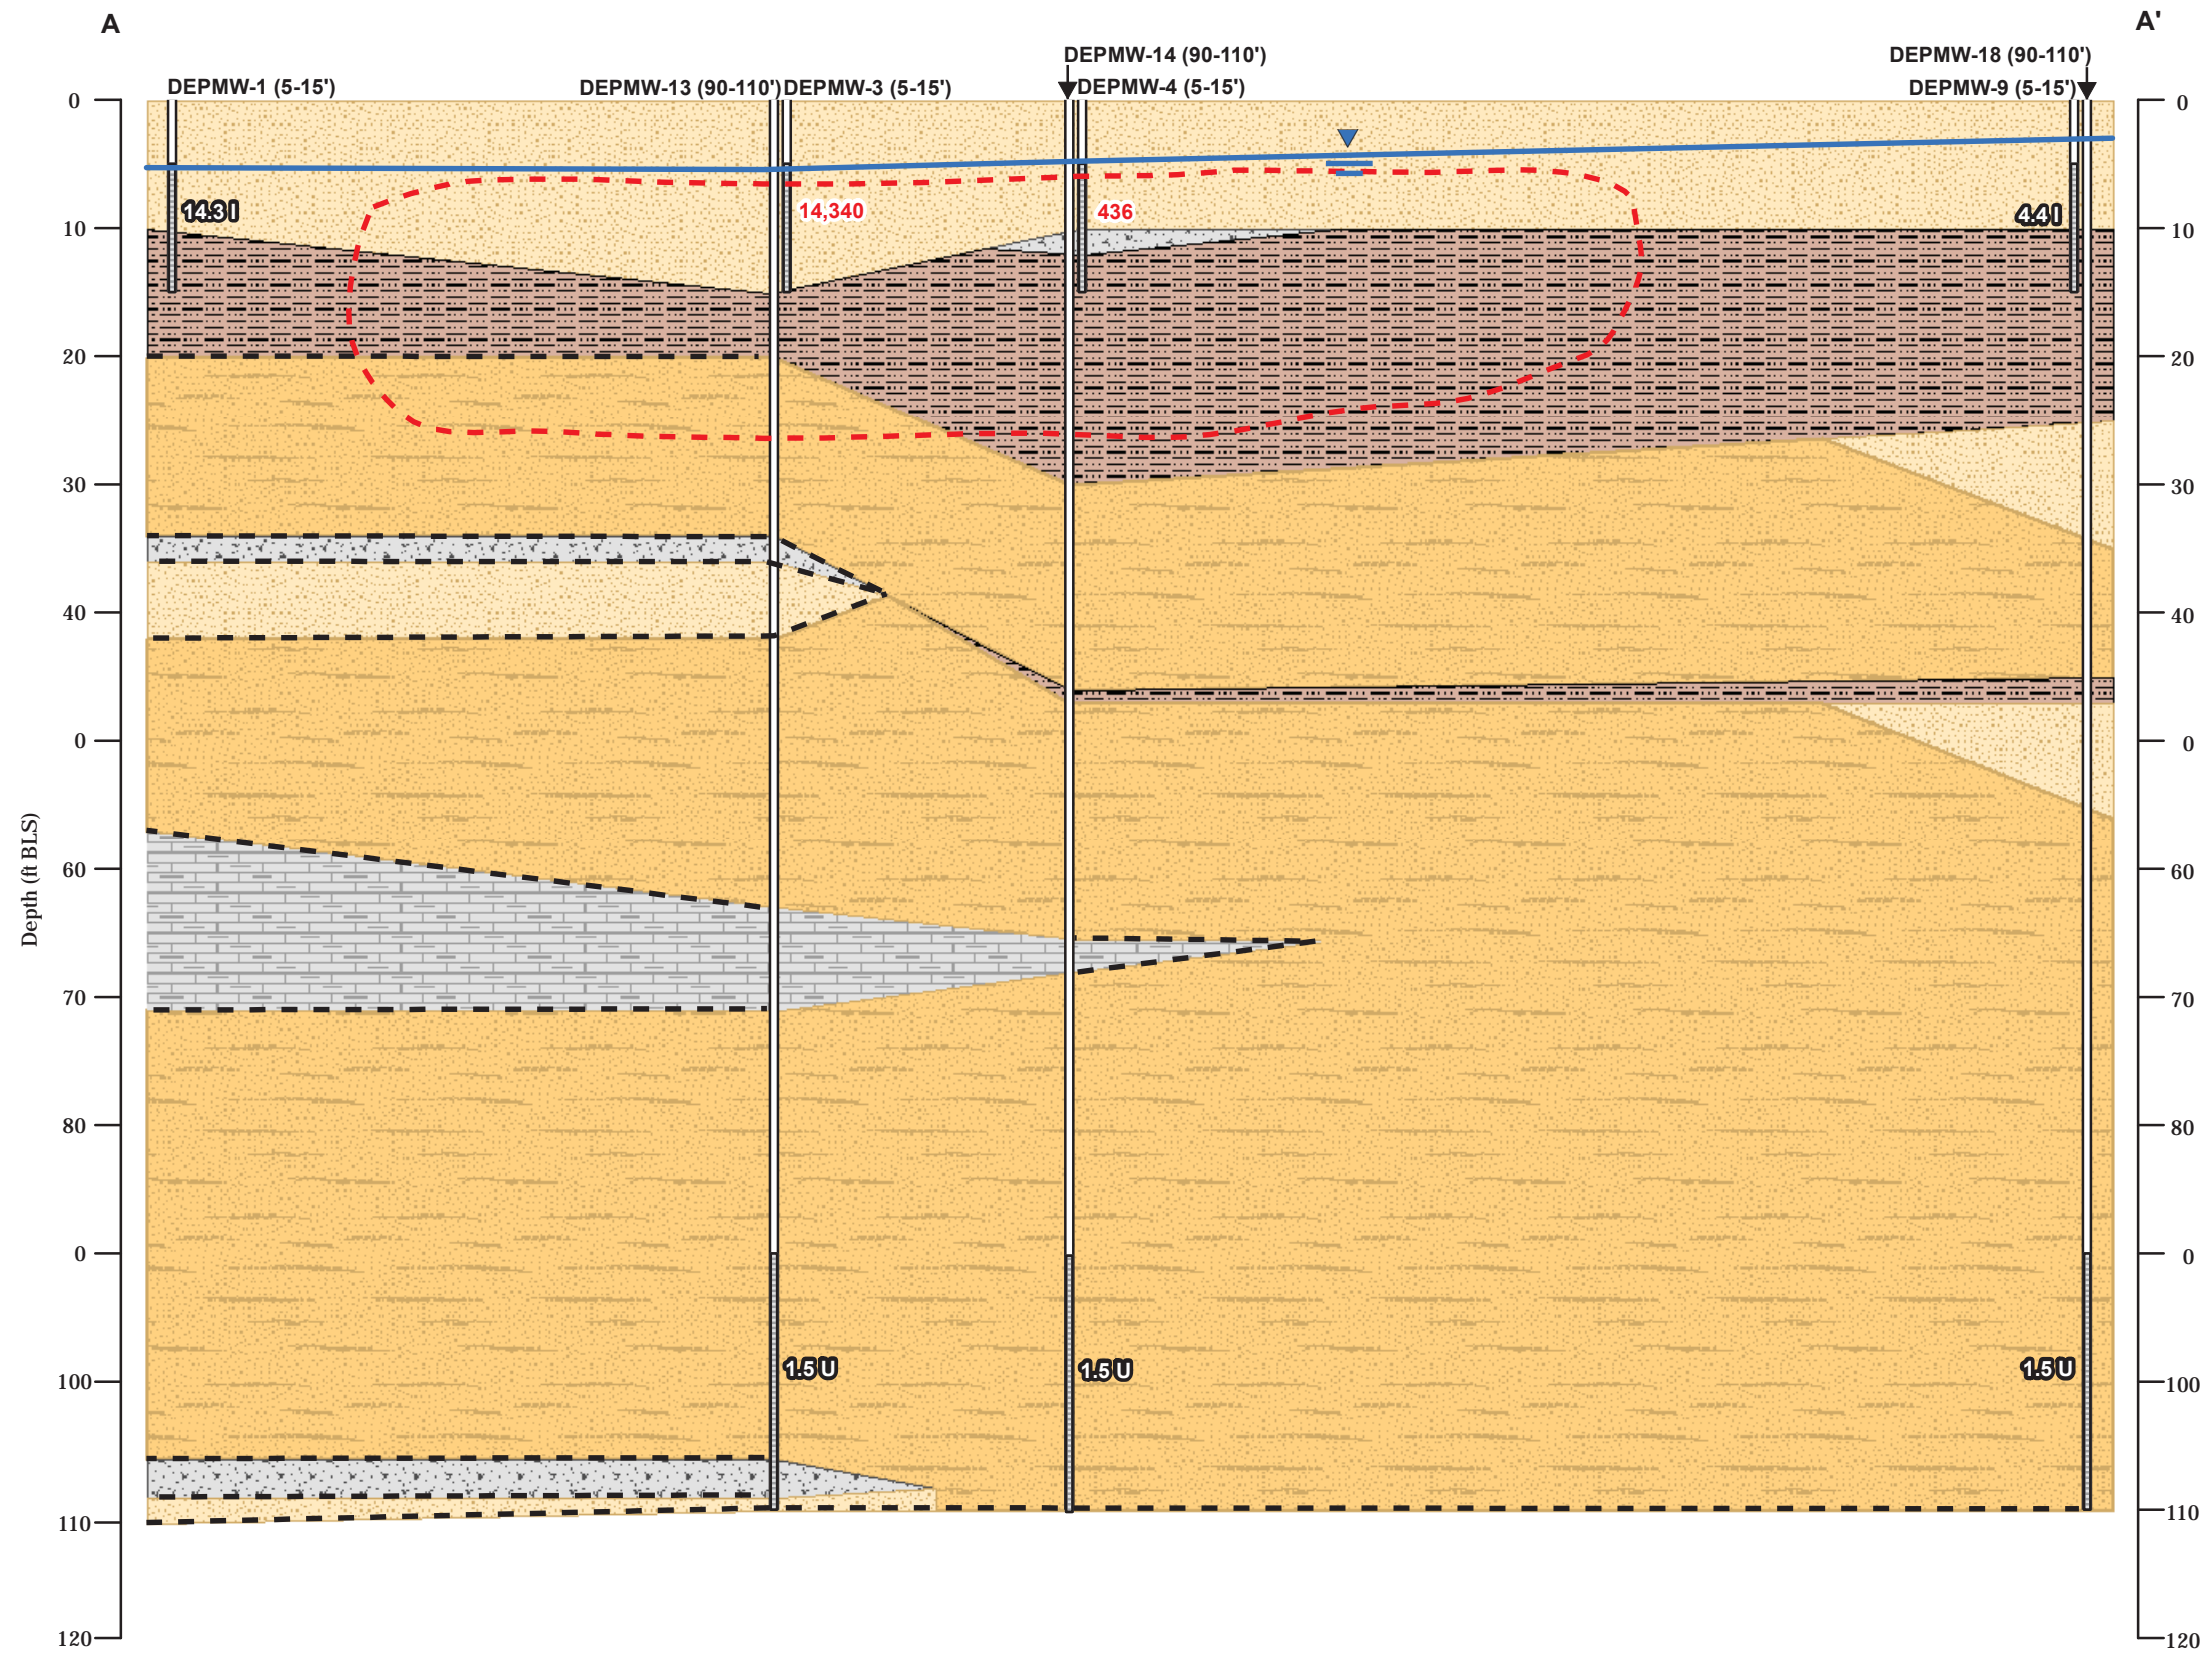 A A'
DEPMW-14 (90-110') DEPMW-18 (90-110')
DEPMW-1 (5-15') DEPMW-13 (90-110') DEPMW-3 (5-15') DEPMW-4 (5-15') DEPMW-9 (5-15')
0 0
14.3 I 14,340 436 4.4 I
10 10
20 20
30 30
40 40
0 0
Depth (ft BLS)
60 60
70 70
80 80
0 0
1.5 U 1.5 U 1.5 U
100 100
110 110
120 120